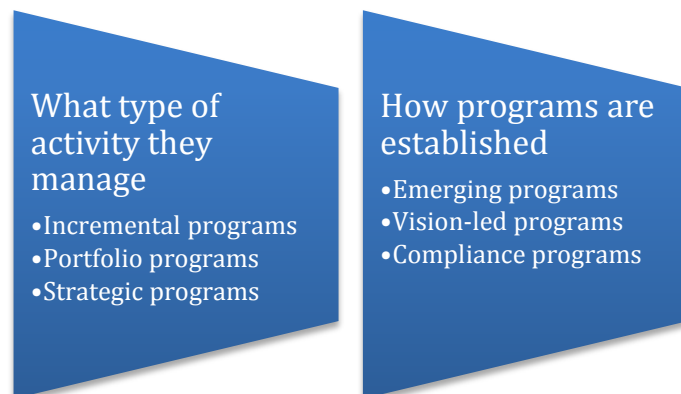 What type of
activity they
manage
•Incremental programs
•Portfolio programs
•Strategic programs
How programs are
established
•Emerging programs
•Vision-led programs
•Compliance programs